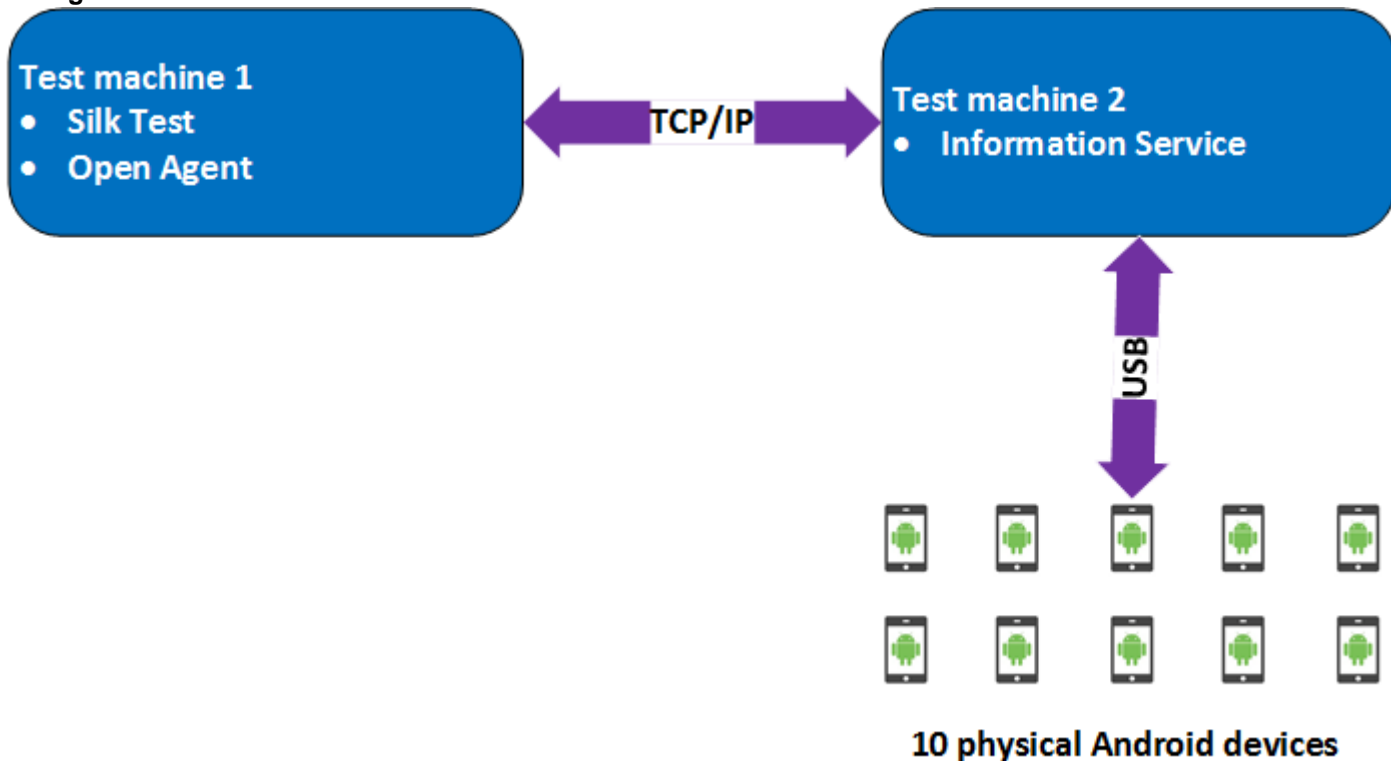 Test machine 1
• Silk Test
• Open Agent
TCP/IP
Test machine 2
• Information Service
USB
10 physical Android devices